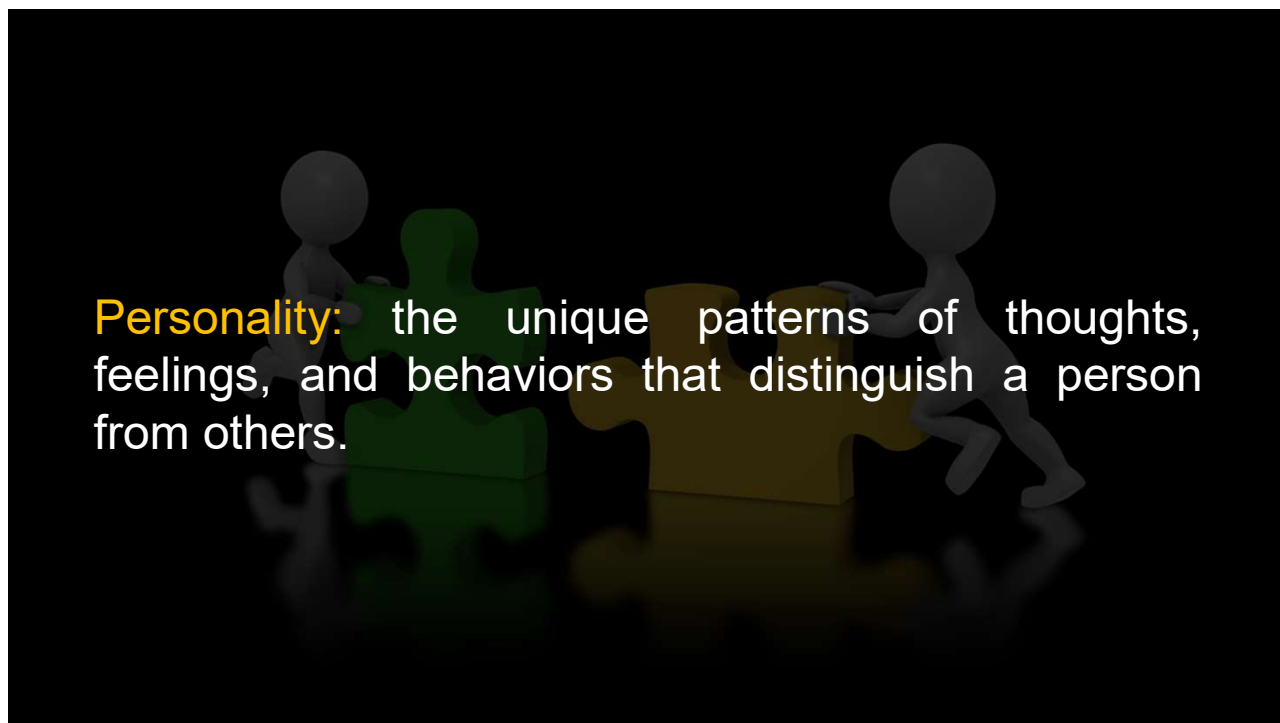 Personality: the unique patterns of thoughts,
feelings, and behaviors that distinguish a person
from others.